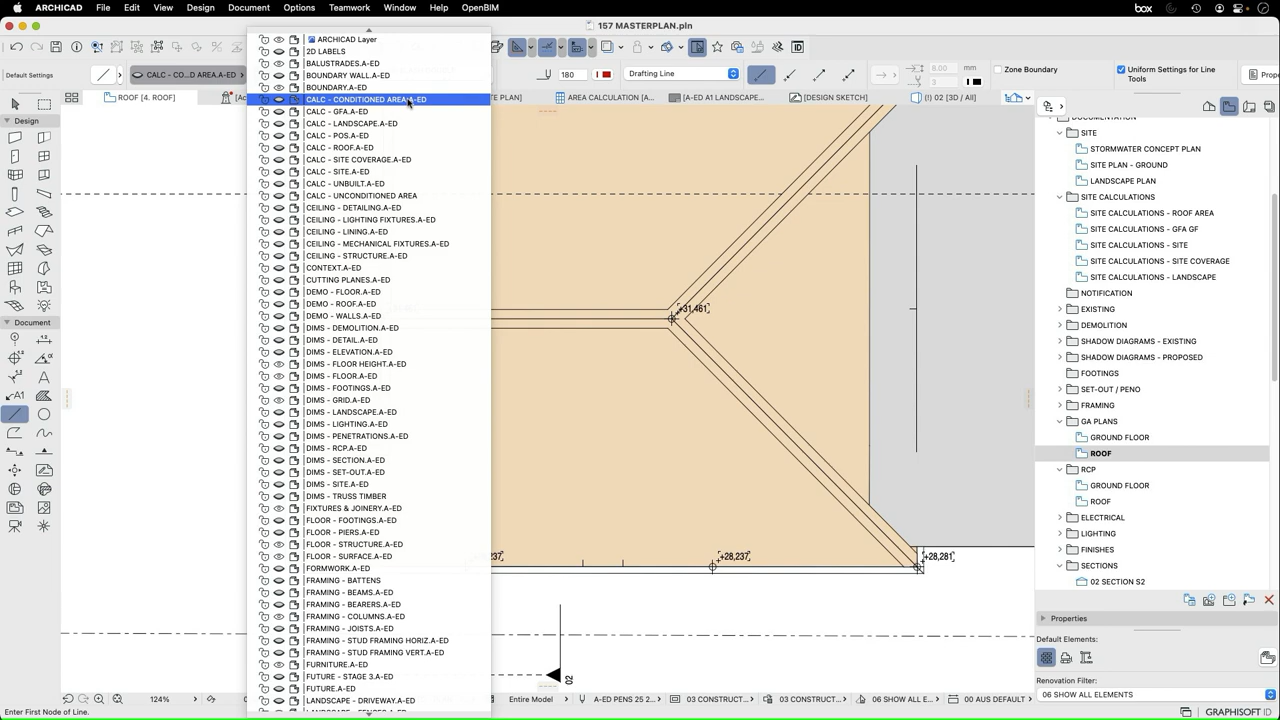 File Edit View Design Document Options Teamwork Window Help OpenBIM
box
157 MASTERPLAN.pln
Default Settings
CALC - CO...D AREA.A-ED
180
Drafting Line
8.00
mm
3
Zone Boundary
Uniform Settings for Line Tools
ROOF [4. ROOF]
AREA CALCULATION [A...
[A-ED A1 LANDSCAPE...
[DESIGN SKETCH]
(!) 02 [3D / All]
Design
Document
ARCHICAD Layer
2D LABELS
BALUSTRADES.A-ED
BOUNDARY WALL.A-ED
BOUNDARY.A-ED
CALC - CONDITIONED AREA.A-ED
CALC - GFA.A-ED
CALC - LANDSCAPE.A-ED
CALC - POS.A-ED
CALC - ROOF.A-ED
CALC - SITE COVERAGE.A-ED
CALC - SITE.A-ED
CALC - UNBUILT.A-ED
CALC - UNCONDITIONED AREA
CEILING - DETAILING.A-ED
CEILING - LIGHTING FIXTURES.A-ED
CEILING - LINING.A-ED
CEILING - MECHANICAL FIXTURES.A-ED
CEILING - STRUCTURE.A-ED
CONTEXT.A-ED
CUTTING PLANES.A-ED
DEMO - FLOOR.A-ED
DEMO - ROOF.A-ED
DEMO - WALLS.A-ED
DIMS - DEMOLITION.A-ED
DIMS - DETAIL.A-ED
DIMS - ELEVATION.A-ED
DIMS - FLOOR HEIGHT.A-ED
DIMS - FLOOR.A-ED
DIMS - FOOTINGS.A-ED
DIMS - GRID.A-ED
DIMS - LANDSCAPE.A-ED
DIMS - LIGHTING.A-ED
DIMS - PENETRATIONS.A-ED
DIMS - RCP.A-ED
DIMS - SECTION.A-ED
DIMS - SET-OUT.A-ED
DIMS - SITE.A-ED
DIMS - TRUSS TIMBER
FIXTURES & JOINERY.A-ED
FLOOR - FOOTINGS.A-ED
FLOOR - PIERS.A-ED
FLOOR - STRUCTURE.A-ED
FLOOR - SURFACE.A-ED
FORMWORK.A-ED
FRAMING - BATTENS
FRAMING - BEAMS.A-ED
FRAMING - BEARERS.A-ED
FRAMING - COLUMNS.A-ED
FRAMING - JOISTS.A-ED
FRAMING - STUD FRAMING HORIZ.A-ED
FRAMING - STUD FRAMING VERT.A-ED
FURNITURE.A-ED
FUTURE - STAGE 3.A-ED
FUTURE.A-ED
LANDSCAPE - DRIVEWAY.A-ED
+31,461
+28,237
+28,281
02
DOCUMENTATION
SITE
STORMWATER CONCEPT PLAN
SITE PLAN - GROUND
LANDSCAPE PLAN
SITE CALCULATIONS
SITE CALCULATIONS - ROOF AREA
SITE CALCULATIONS - GFA GF
SITE CALCULATIONS - SITE
SITE CALCULATIONS - SITE COVERAGE
SITE CALCULATIONS - LANDSCAPE
NOTIFICATION
EXISTING
DEMOLITION
SHADOW DIAGRAMS - EXISTING
SHADOW DIAGRAMS - PROPOSED
FOOTINGS
SET-OUT / PENO
FRAMING
GA PLANS
GROUND FLOOR
ROOF
RCP
GROUND FLOOR
ROOF
ELECTRICAL
LIGHTING
FINISHES
SECTIONS
02 SECTION S2
Properties
Default Elements:
Renovation Filter:
06 SHOW ALL ELEMENTS
124%
Entire Model
A-ED PENS 25 2...
03 CONSTRUCT...
03 CONSTRUCT...
06 SHOW ALL E...
00 AUS DEFAULT
Enter First Node of Line.
GRAPHISOFT ID